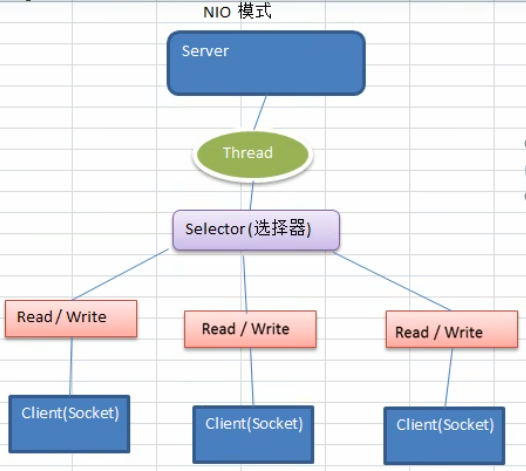 NIO 模式
Server
Thread
Selector(选择器)
Read / Write
Read / Write
Read / Write
Client(Socket)
Client(Socket)
Client(Socket)